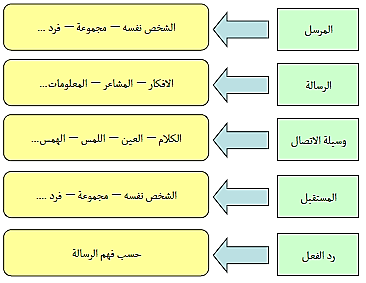 المرسل
الشخص نفسه – مجموعة – فرد ...
الرسالة
الافكار – المشاعر – المعلومات...
وسيلة الاتصال
الكلام – العين – اللمس – الهمس...
المستقبل
الشخص نفسه – مجموعة – فرد ....
رد الفعل
حسب فهم الرسالة